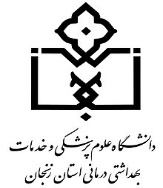 دانشگاه علوم پزشکی و خدمات
بهداشتی درمانی استان زنجان